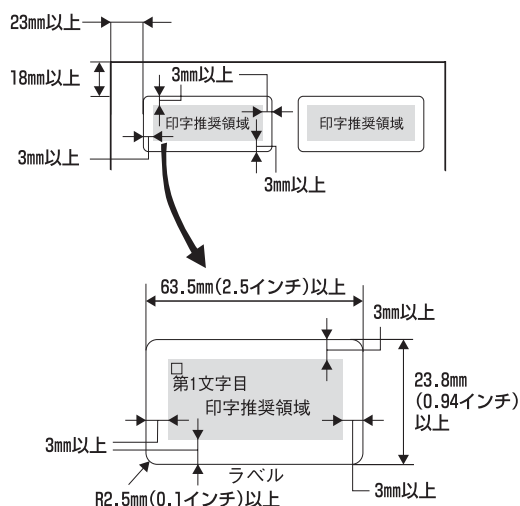 23mm以上
18mm以上
3mm以上
印字推奨領域
印字推奨領域
3mm以上
3mm以上
63.5mm(2.5インチ)以上
3mm以上
第1文字目
印字推奨領域
23.8mm
(0.94インチ)
以上
3mm以上
ラベル
3mm以上
R2.5mm(0.1インチ)以上